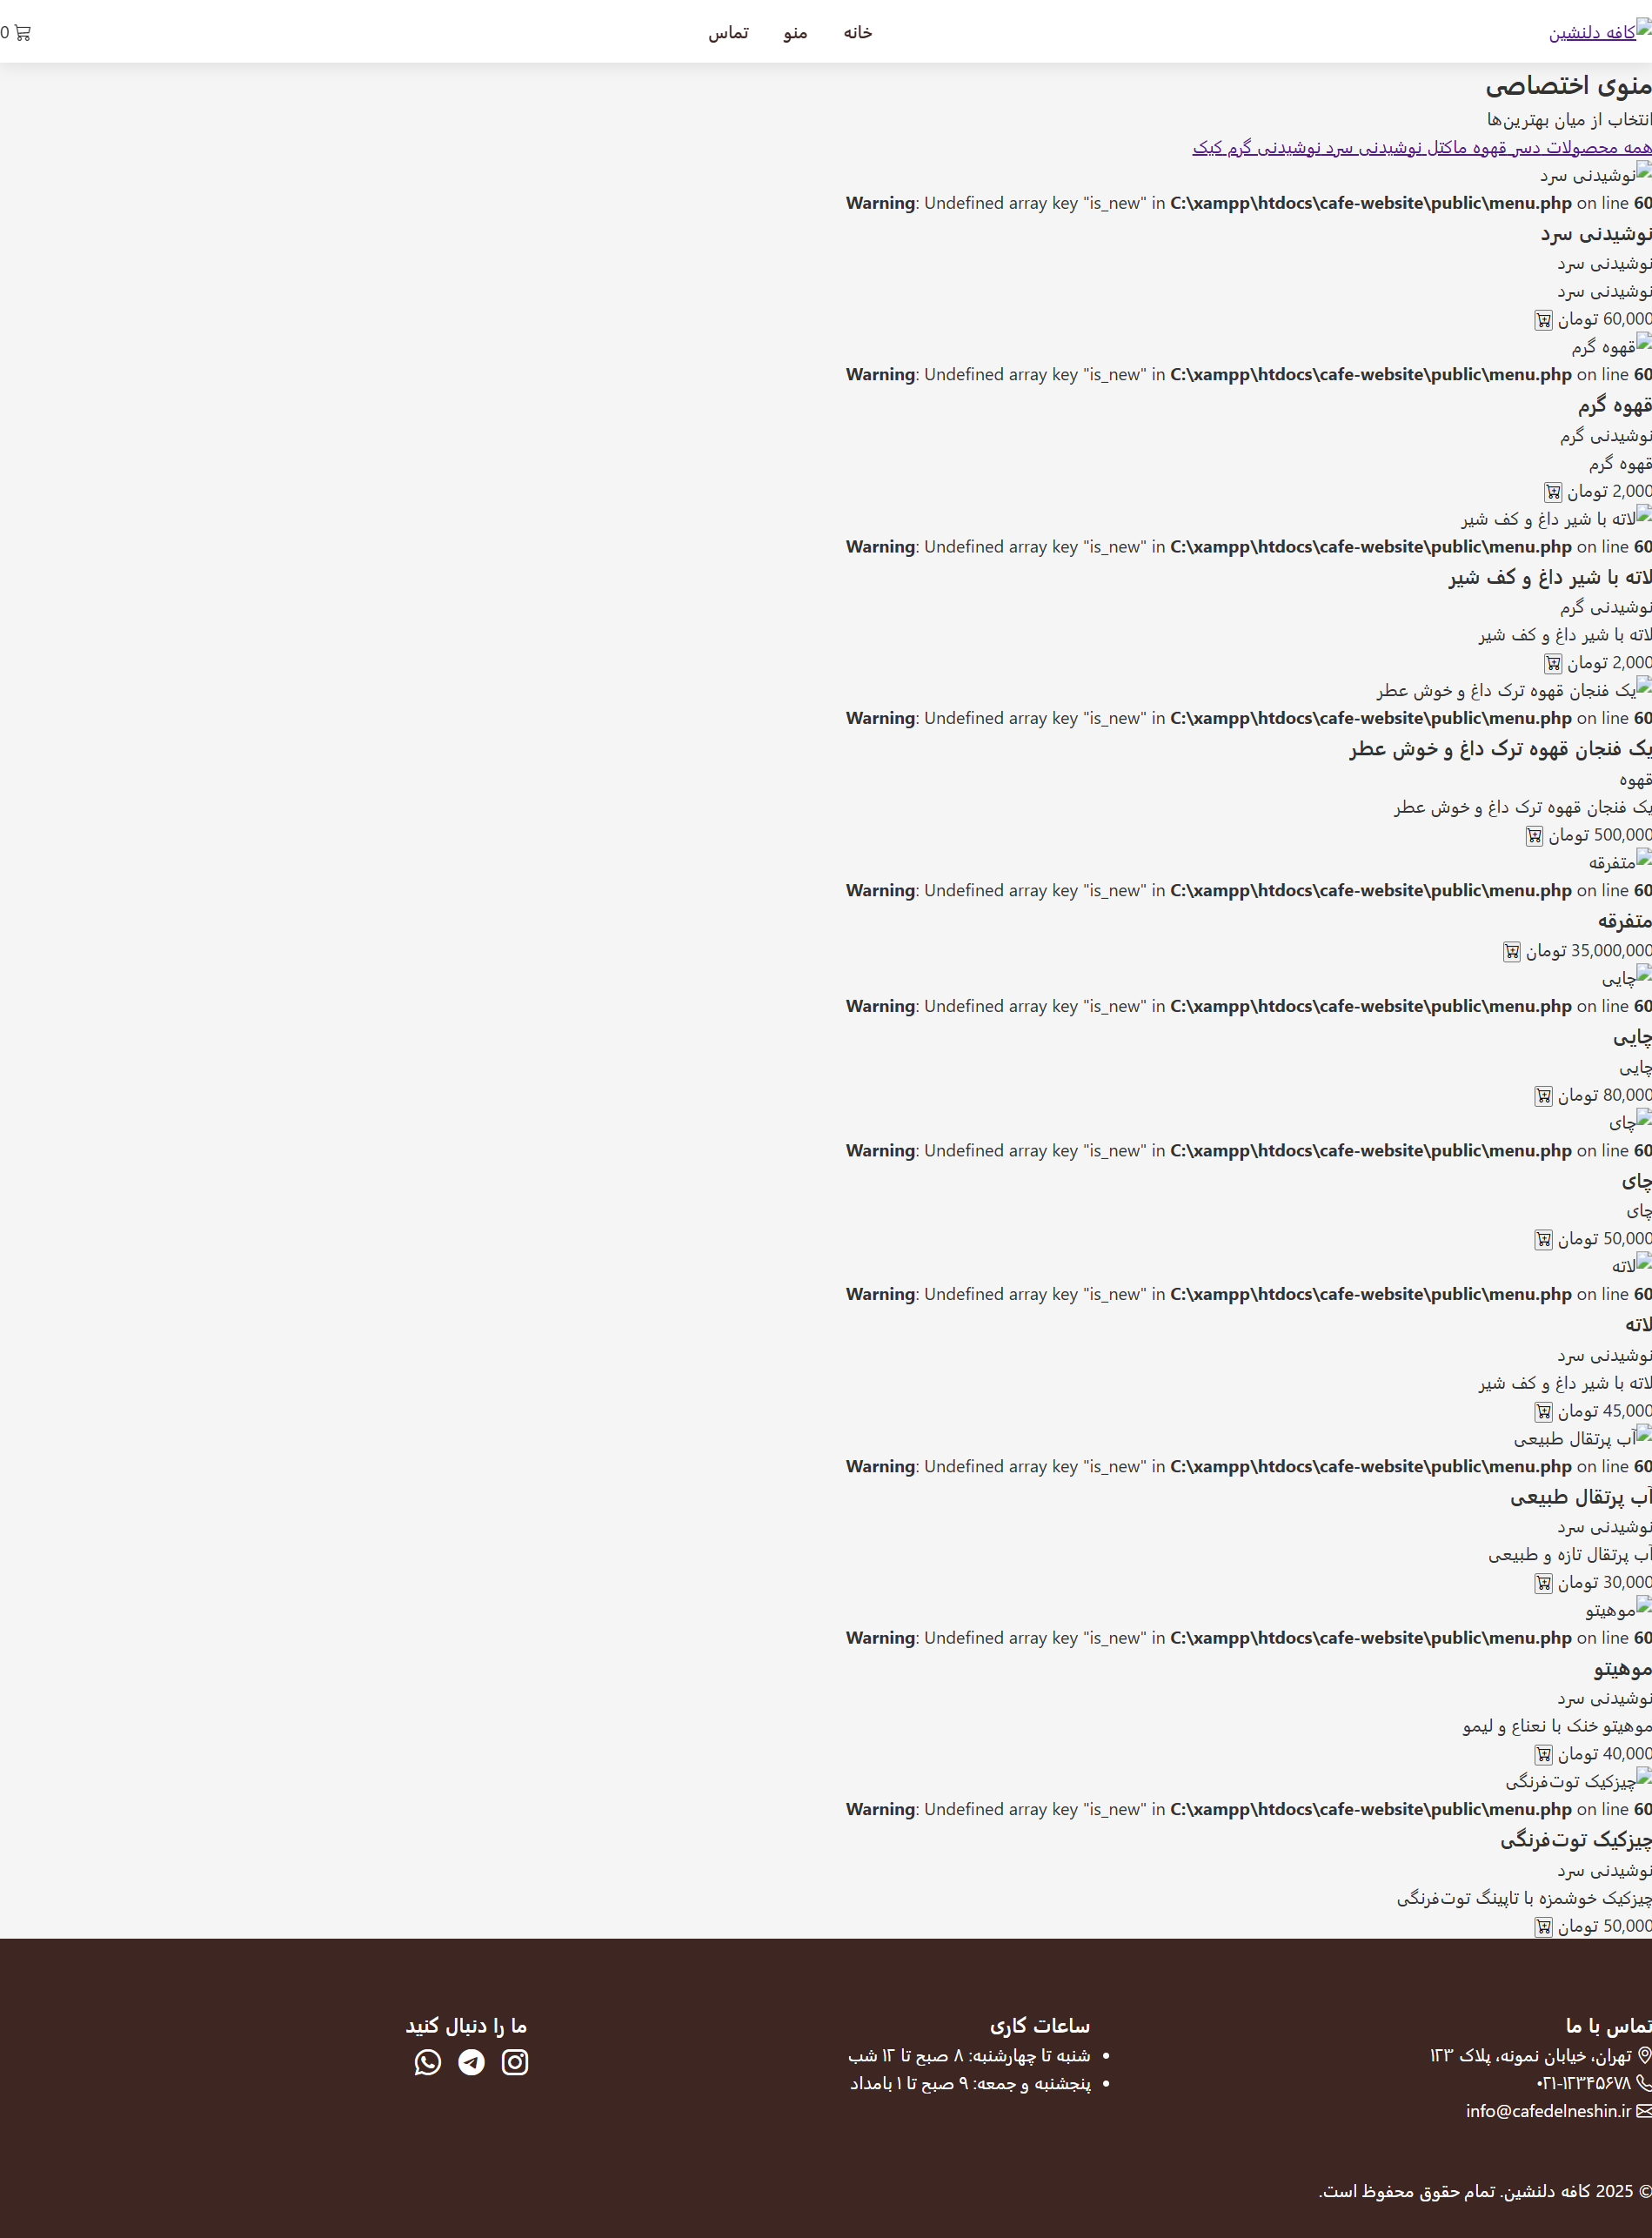 کافه دلنشین
خانه
منو
تماس
0
منوی اختصاصی
انتخاب از میان بهترین‌ها
همه محصولات دسر قهوه ماکتل نوشیدنی سرد نوشیدنی گرم کیک
نوشیدنی سرد
Warning: Undefined array key "is_new" in C:\xampp\htdocs\cafe-website\public\menu.php on line 60
نوشیدنی سرد
نوشیدنی سرد
نوشیدنی سرد
60,000 تومان
قهوه گرم
Warning: Undefined array key "is_new" in C:\xampp\htdocs\cafe-website\public\menu.php on line 60
قهوه گرم
نوشیدنی گرم
قهوه گرم
2,000 تومان
لاته با شیر داغ و کف شیر
Warning: Undefined array key "is_new" in C:\xampp\htdocs\cafe-website\public\menu.php on line 60
لاته با شیر داغ و کف شیر
نوشیدنی گرم
لاته با شیر داغ و کف شیر
2,000 تومان
یک فنجان قهوه ترک داغ و خوش عطر
Warning: Undefined array key "is_new" in C:\xampp\htdocs\cafe-website\public\menu.php on line 60
یک فنجان قهوه ترک داغ و خوش عطر
قهوه
یک فنجان قهوه ترک داغ و خوش عطر
500,000 تومان
متفرقه
Warning: Undefined array key "is_new" in C:\xampp\htdocs\cafe-website\public\menu.php on line 60
متفرقه
35,000,000 تومان
چایی
Warning: Undefined array key "is_new" in C:\xampp\htdocs\cafe-website\public\menu.php on line 60
چایی
چایی
80,000 تومان
چای
Warning: Undefined array key "is_new" in C:\xampp\htdocs\cafe-website\public\menu.php on line 60
چای
چای
50,000 تومان
لاته
Warning: Undefined array key "is_new" in C:\xampp\htdocs\cafe-website\public\menu.php on line 60
لاته
نوشیدنی سرد
لاته با شیر داغ و کف شیر
45,000 تومان
آب پرتقال طبیعی
Warning: Undefined array key "is_new" in C:\xampp\htdocs\cafe-website\public\menu.php on line 60
آب پرتقال طبیعی
نوشیدنی سرد
آب پرتقال تازه و طبیعی
30,000 تومان
موهیتو
Warning: Undefined array key "is_new" in C:\xampp\htdocs\cafe-website\public\menu.php on line 60
موهیتو
نوشیدنی سرد
موهیتو خنک با نعناع و لیمو
40,000 تومان
چیزکیک توت‌فرنگی
Warning: Undefined array key "is_new" in C:\xampp\htdocs\cafe-website\public\menu.php on line 60
چیزکیک توت‌فرنگی
نوشیدنی سرد
چیزکیک خوشمزه با تاپینگ توت‌فرنگی
50,000 تومان
تماس با ما
تهران، خیابان نمونه، پلاک ۱۲۳
۰۲۱-۱۲۳۴۵۶۷۸
info@cafedelneshin.ir
ساعات کاری
شنبه تا چهارشنبه: ۸ صبح تا ۱۲ شب
پنجشنبه و جمعه: ۹ صبح تا ۱ بامداد
ما را دنبال کنید
© 2025 کافه دلنشین. تمام حقوق محفوظ است.